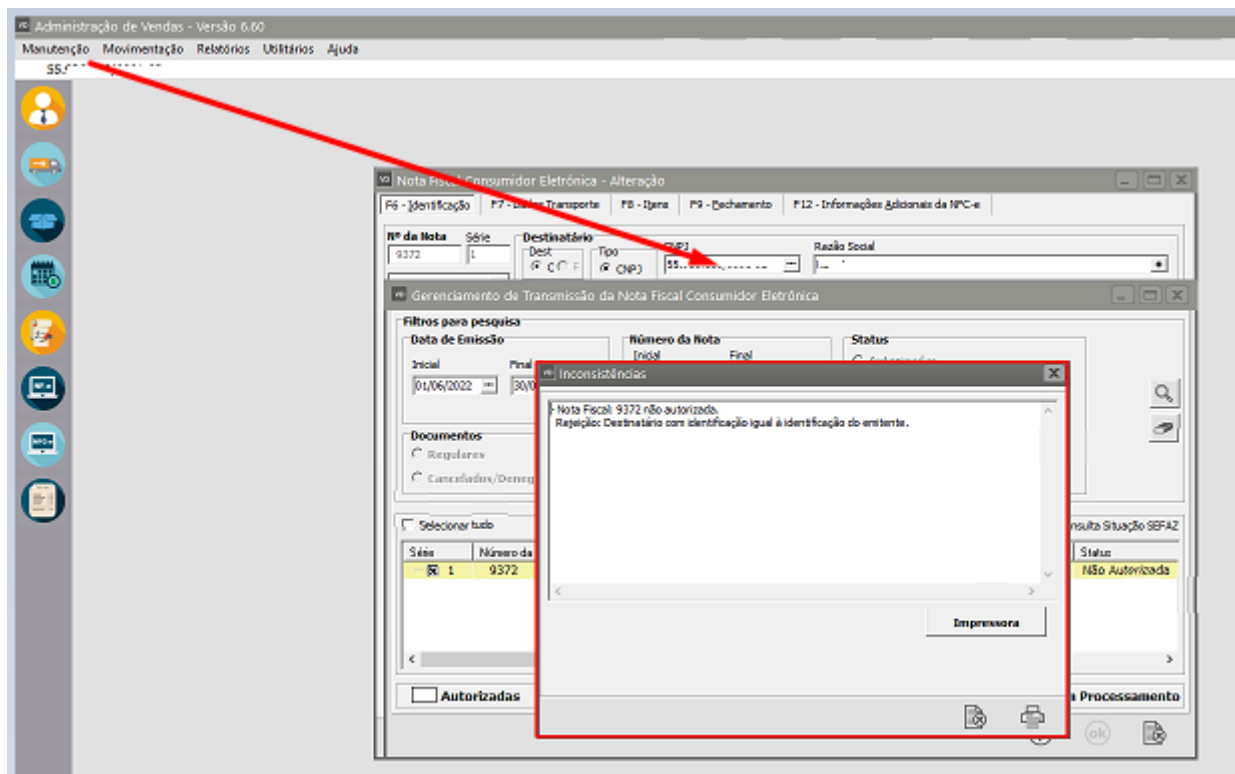 Administração de Vendas - Versão 6.60
Manutenção Movimentação Relatórios Utilitários Ajuda
Nota Fiscal Consumidor Eletrônica - Alteração
F6 - Identificação F7 - Dados Transporte F8 - Itens F9 - Fechamento F12 - Informações Adicionais da NFC-e
Nº da Nota Série Destinatário
Dest Tipo CNPJ Razão Social
9372 1 C F CNPJ
Gerenciamento de Transmissão da Nota Fiscal Consumidor Eletrônica
Filtros para pesquisa
Data de Emissão Número da Nota Status
Inicial Final Inicial Final
01/06/2022
Inconsistências
- Nota Fiscal: 9372 não autorizada.
Rejeição: Destinatário com identificação igual à identificação do emitente.
Documentos
Regulares
Cancelados/Deneg
Selecionar tudo nsulta Situação SEFAZ
Série Número da Status
1 9372 Não Autorizada
Impressora
Autorizadas Processamento
ok